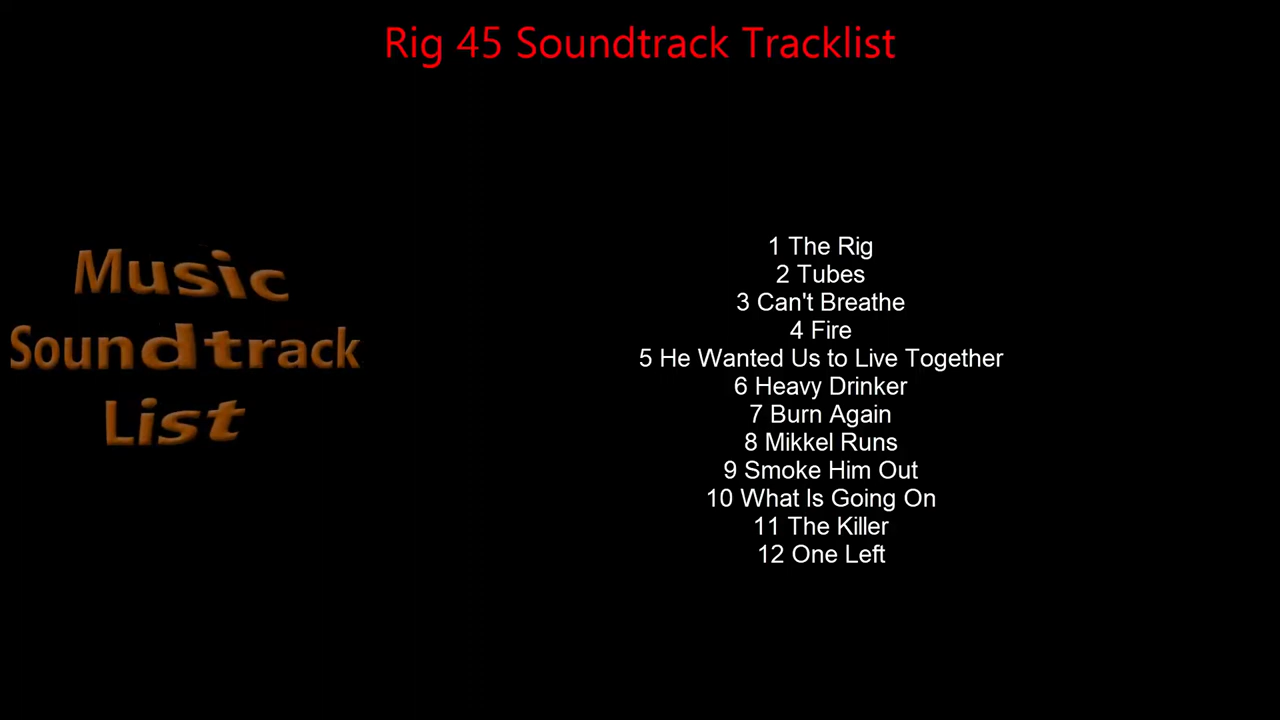 Rig 45 Soundtrack Tracklist
Music
Soundtrack
List
1 The Rig
2 Tubes
3 Can't Breathe
4 Fire
5 He Wanted Us to Live Together
6 Heavy Drinker
7 Burn Again
8 Mikkel Runs
9 Smoke Him Out
10 What Is Going On
11 The Killer
12 One Left